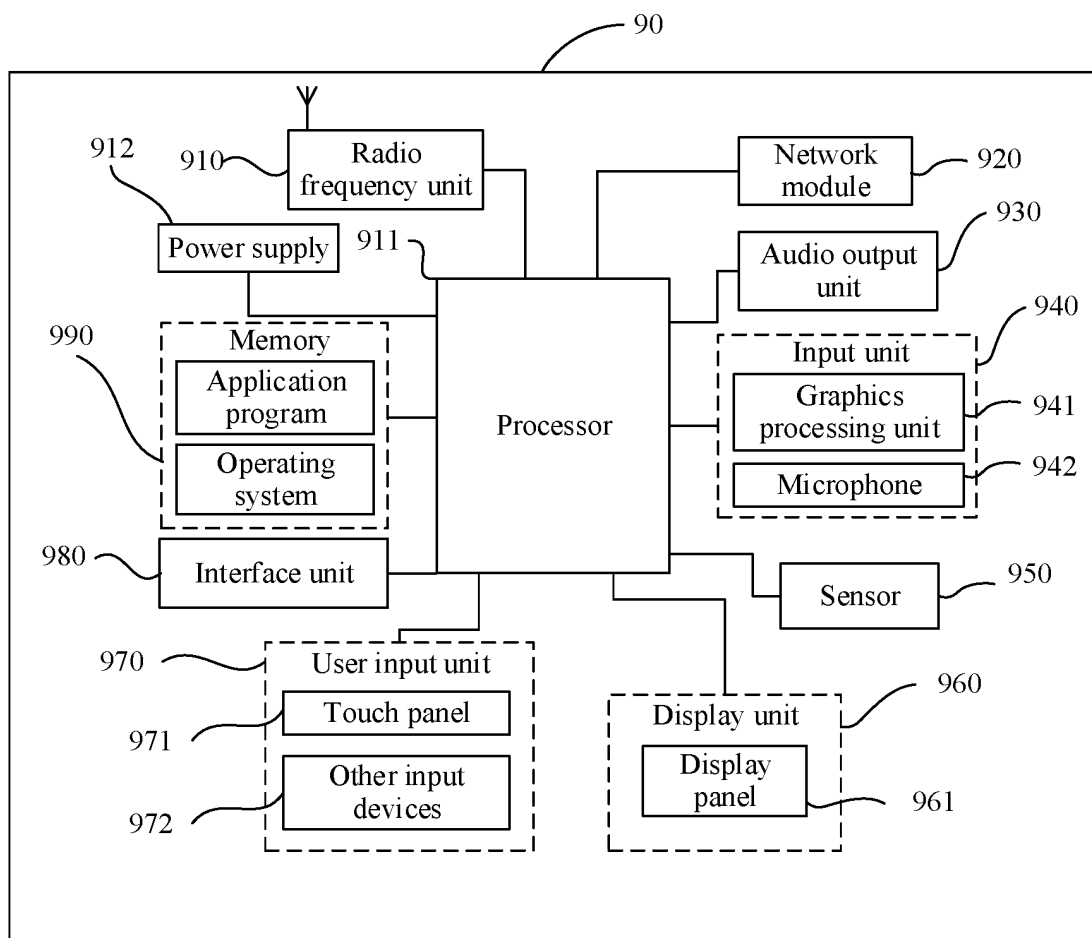 90
912
910
Radio
frequency unit
Network
module
920
Power supply
911
930
Audio output
unit
990
Memory
Application
program
Operating
system
Processor
940
Input unit
Graphics
processing unit
941
Microphone
942
980
Interface unit
Sensor
950
970
User input unit
971
Touch panel
972
Other input
devices
960
Display unit
Display
panel
961